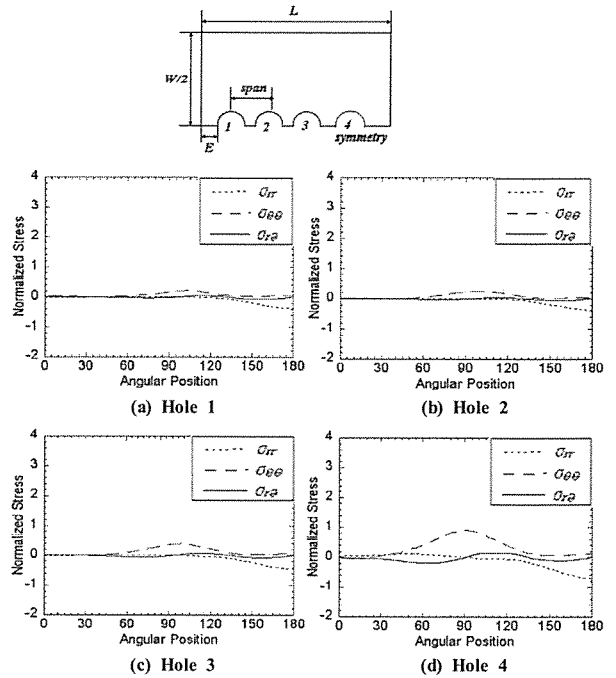 L
W/2
span
1 2 3 4
symmetry
E
4
3
2
1
0
-1
-2
Normalized Stress
σrr
σθθ
σrθ
0 30 60 90 120 150 180
Angular Position
(a) Hole 1
4
3
2
1
0
-1
-2
Normalized Stress
σrr
σθθ
σrθ
0 30 60 90 120 150 180
Angular Position
(b) Hole 2
4
3
2
1
0
-1
-2
Normalized Stress
σrr
σθθ
σrθ
0 30 60 90 120 150 180
Angular Position
(c) Hole 3
4
3
2
1
0
-1
-2
Normalized Stress
σrr
σθθ
σrθ
0 30 60 90 120 150 180
Angular Position
(d) Hole 4